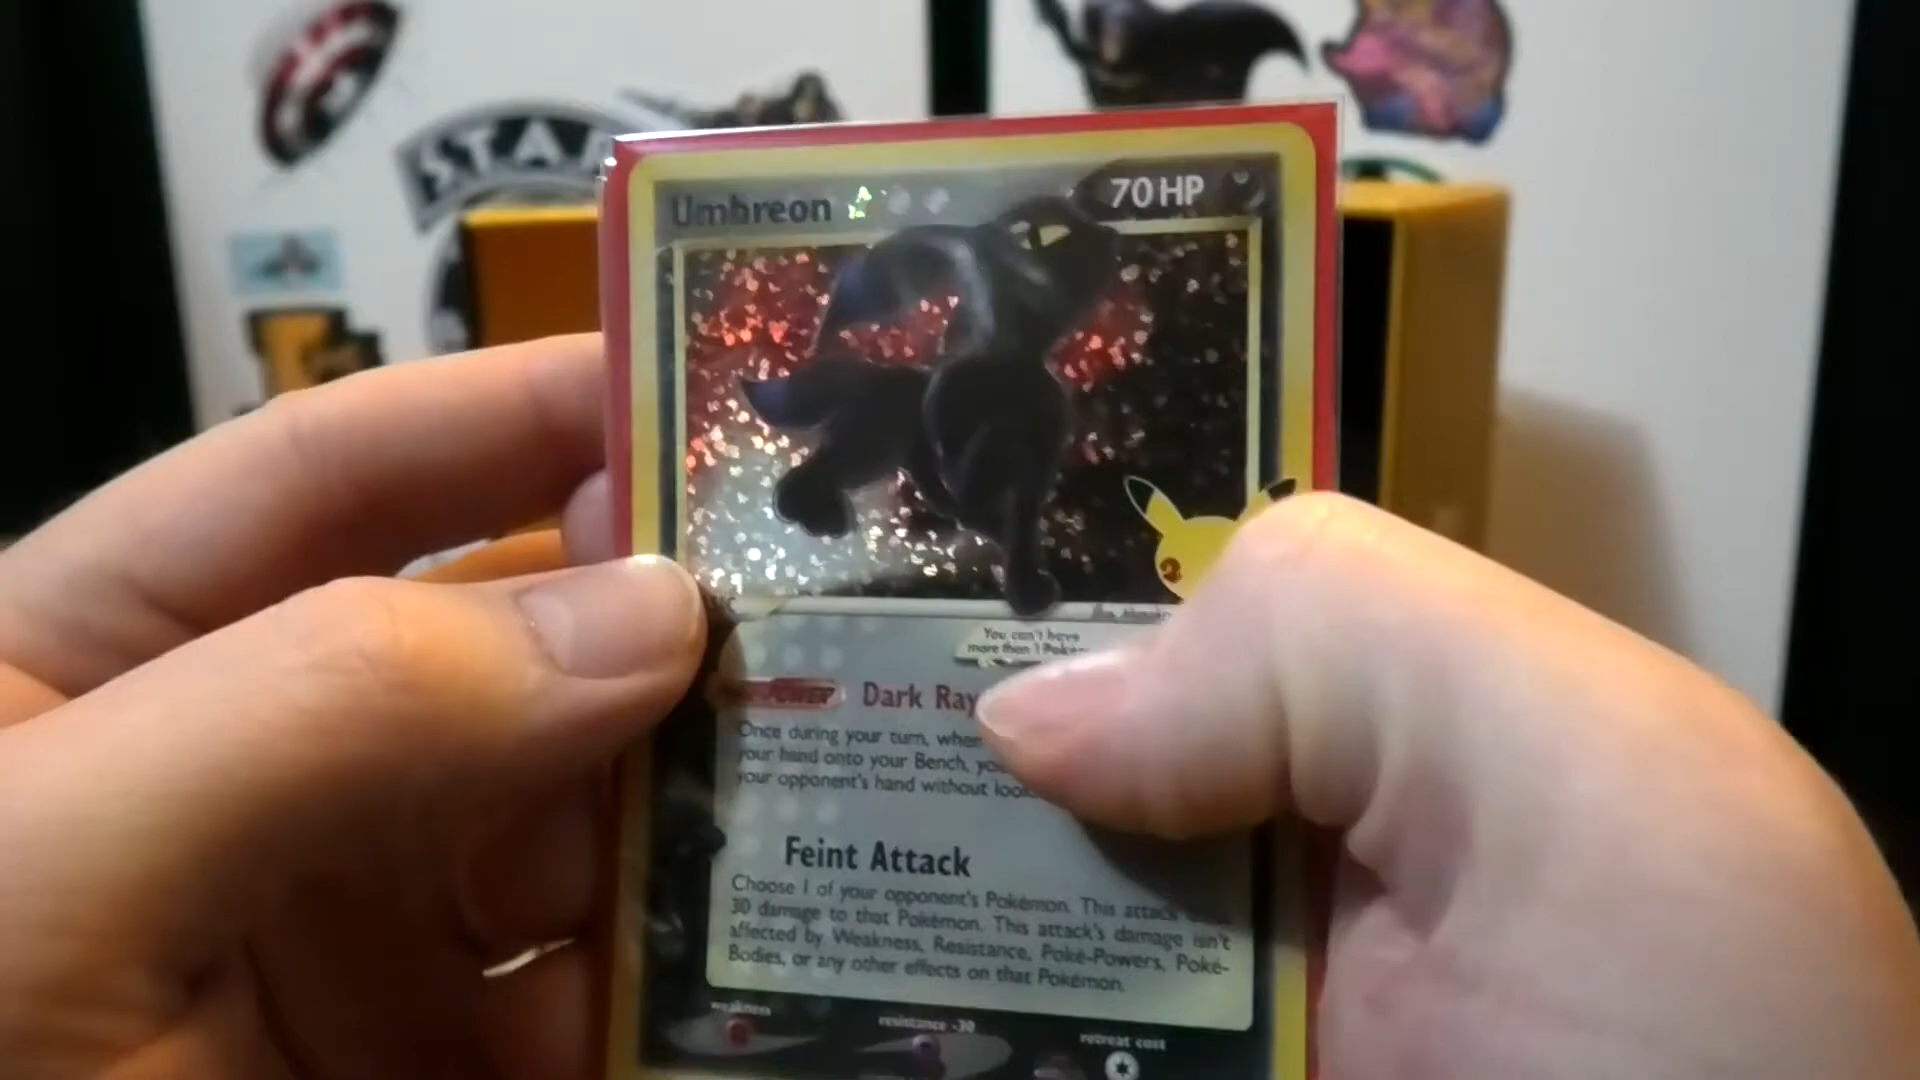 STAR
Umbreon 70 HP
You can't have
more than 1 Poké
POWER Dark Ray
Once during your turn, when
your hand onto your Bench, you
your opponent's hand without look
Feint Attack
Choose 1 of your opponent's Pokémon. This attack
30 damage to that Pokémon. This attack's damage isn't
affected by Weakness, Resistance, Poké-Powers, Poké-
Bodies, or any other effects on that Pokémon.
weakness resistance -30 retreat cost